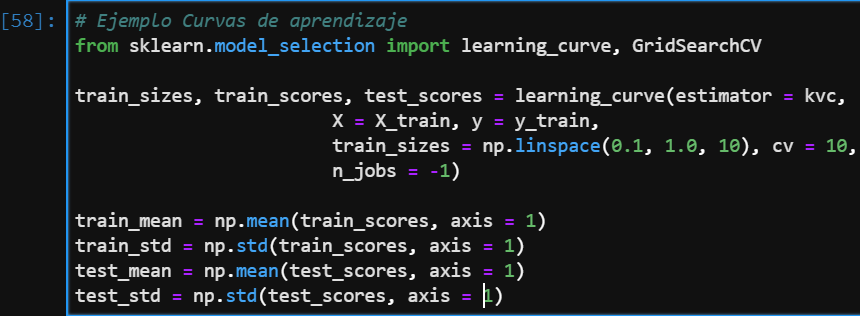 [58]: # Ejemplo Curvas de aprendizaje
from sklearn.model_selection import learning_curve, GridSearchCV
train_sizes, train_scores, test_scores = learning_curve(estimator = kvc,
X = X_train, y = y_train,
train_sizes = np.linspace(0.1, 1.0, 10), cv = 10,
n_jobs = -1)
train_mean = np.mean(train_scores, axis = 1)
train_std = np.std(train_scores, axis = 1)
test_mean = np.mean(test_scores, axis = 1)
test_std = np.std(test_scores, axis = 1)